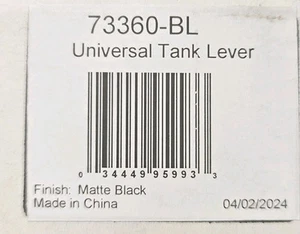 73360-BL
Universal Tank Lever
0 34449 95993 3
Finish: Matte Black
Made in China
04/02/2024